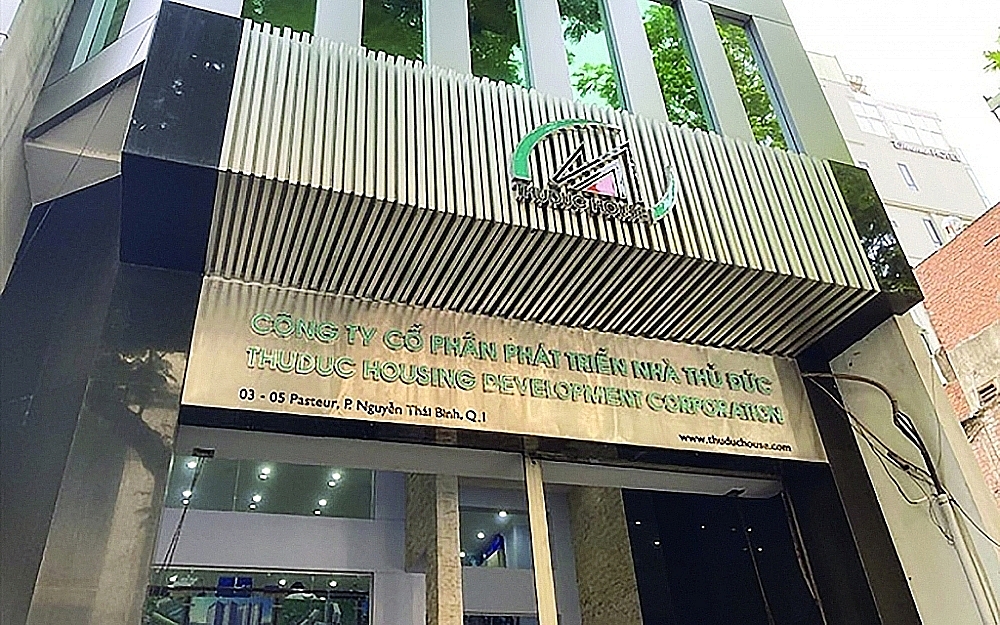 THUDUC HOUSE
CÔNG TY CỔ PHẦN PHÁT TRIỂN NHÀ THỦ ĐỨC
THUDUC HOUSING DEVELOPMENT CORPORATION
03 - 05 Pasteur, P. Nguyễn Thái Bình, Q.1
www.thuduchouse.com